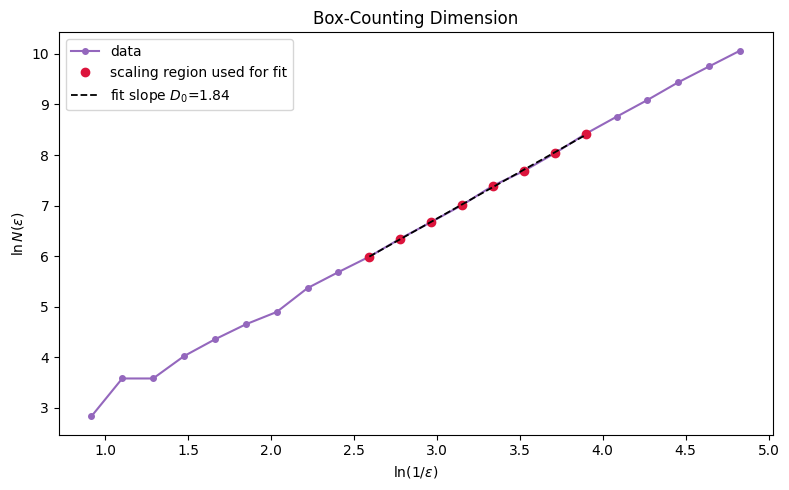 Box-Counting Dimension
data
scaling region used for fit
fit slope D₀=1.84
ln N(ε)
10
9
8
7
6
5
4
3
1.0 1.5 2.0 2.5 3.0 3.5 4.0 4.5 5.0
ln(1/ε)